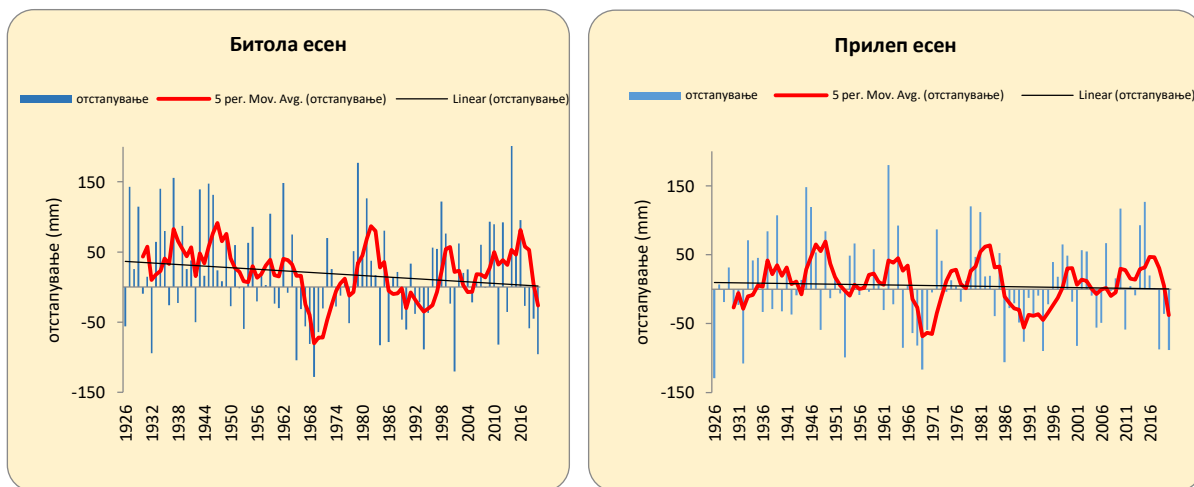 Битола есен
отстапување 5 per. Mov. Avg. (отстапување) Linear (отстапување)
отстапување (mm)
150
50
-50
-150
1926 1932 1938 1944 1950 1956 1962 1968 1974 1980 1986 1992 1998 2004 2010 2016
Прилеп есен
отстапување 5 per. Mov. Avg. (отстапување) Linear (отстапување)
отстапување (mm)
150
50
-50
-150
1926 1931 1936 1941 1946 1951 1956 1961 1966 1971 1976 1981 1986 1991 1996 2001 2006 2011 2016